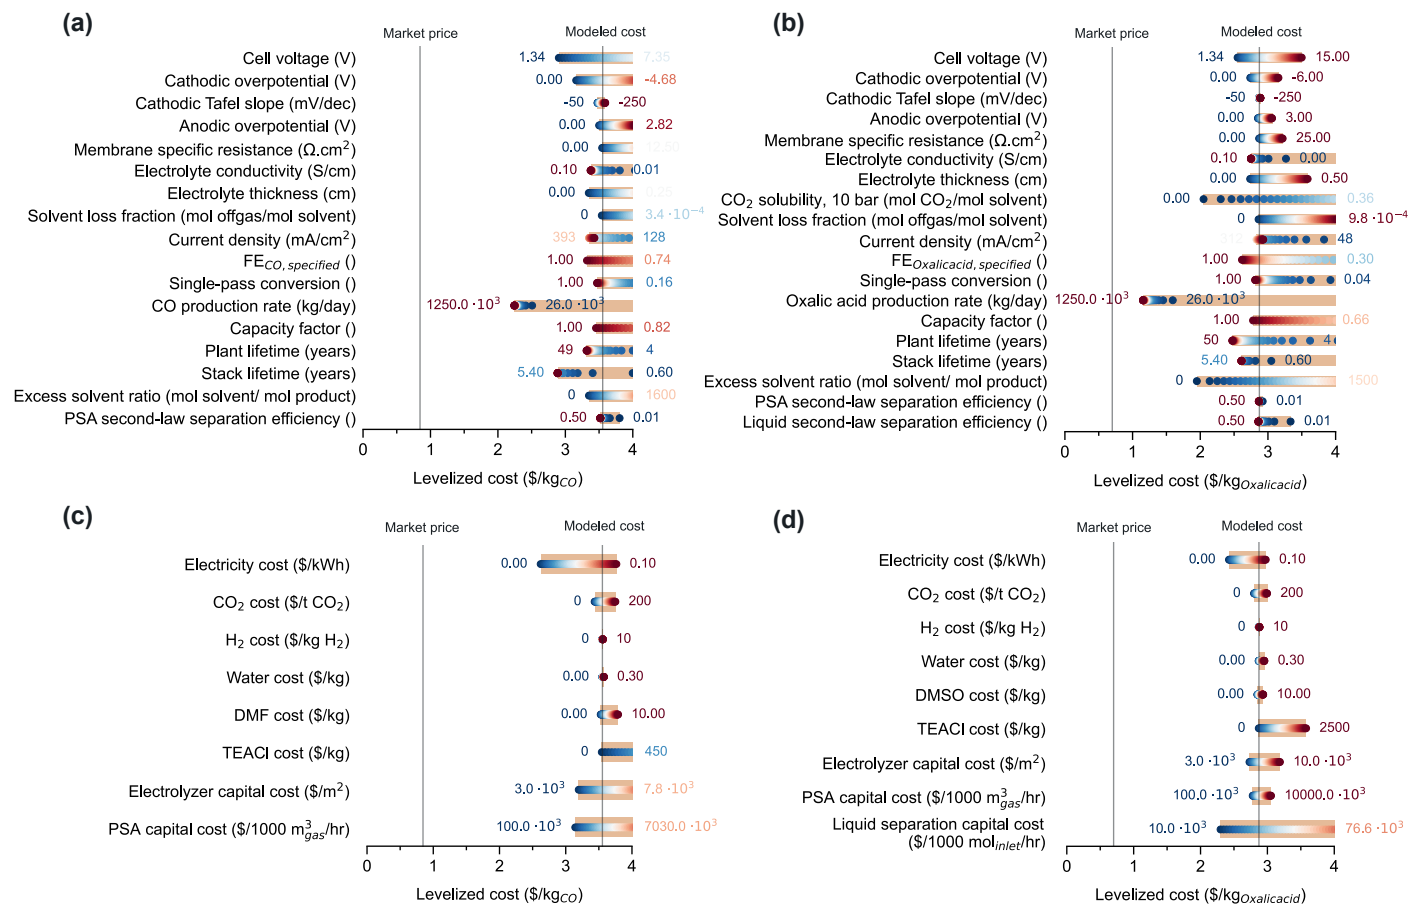 (a)
Market price
Modeled cost
Cell voltage (V)
1.34
7.35
Cathodic overpotential (V)
0.00
-4.68
Cathodic Tafel slope (mV/dec)
-50
-250
Anodic overpotential (V)
0.00
2.82
Membrane specific resistance (Ω.cm²)
0.00
12.50
Electrolyte conductivity (S/cm)
0.10
0.01
Electrolyte thickness (cm)
0.00
0.25
Solvent loss fraction (mol offgas/mol solvent)
0
3.4 ·10⁻⁴
Current density (mA/cm²)
393
128
FE_CO, specified ()
1.00
0.74
Single-pass conversion ()
1.00
0.16
CO production rate (kg/day)
1250.0 ·10³
26.0 ·10³
Capacity factor ()
1.00
0.82
Plant lifetime (years)
49
4
Stack lifetime (years)
5.40
0.60
Excess solvent ratio (mol solvent/ mol product)
0
1600
PSA second-law separation efficiency ()
0.50
0.01
0 1 2 3 4
Levelized cost ($/kg_CO)
(b)
Market price
Modeled cost
Cell voltage (V)
1.34
15.00
Cathodic overpotential (V)
0.00
-6.00
Cathodic Tafel slope (mV/dec)
-50
-250
Anodic overpotential (V)
0.00
3.00
Membrane specific resistance (Ω.cm²)
0.00
25.00
Electrolyte conductivity (S/cm)
0.10
0.00
Electrolyte thickness (cm)
0.00
0.50
CO₂ solubility, 10 bar (mol CO₂/mol solvent)
0.00
0.36
Solvent loss fraction (mol offgas/mol solvent)
0
9.8 ·10⁻⁴
Current density (mA/cm²)
48
FE_Oxalicacid, specified ()
1.00
0.30
Single-pass conversion ()
1.00
0.04
Oxalic acid production rate (kg/day)
1250.0 ·10³
26.0 ·10³
Capacity factor ()
1.00
0.66
Plant lifetime (years)
50
4
Stack lifetime (years)
5.40
0.60
Excess solvent ratio (mol solvent/ mol product)
0
1500
PSA second-law separation efficiency ()
0.50
0.01
Liquid second-law separation efficiency ()
0.50
0.01
0 1 2 3 4
Levelized cost ($/kg_Oxalicacid)
(c)
Market price
Modeled cost
Electricity cost ($/kWh)
0.00
0.10
CO₂ cost ($/t CO₂)
0
200
H₂ cost ($/kg H₂)
0
10
Water cost ($/kg)
0.00
0.30
DMF cost ($/kg)
0.00
10.00
TEACl cost ($/kg)
0
450
Electrolyzer capital cost ($/m²)
3.0 ·10³
7.8 ·10³
PSA capital cost ($/1000 m³_gas/hr)
100.0 ·10³
7030.0 ·10³
0 1 2 3 4
Levelized cost ($/kg_CO)
(d)
Market price
Modeled cost
Electricity cost ($/kWh)
0.00
0.10
CO₂ cost ($/t CO₂)
0
200
H₂ cost ($/kg H₂)
0
10
Water cost ($/kg)
0.00
0.30
DMSO cost ($/kg)
0.00
10.00
TEACl cost ($/kg)
0
2500
Electrolyzer capital cost ($/m²)
3.0 ·10³
10.0 ·10³
PSA capital cost ($/1000 m³_gas/hr)
100.0 ·10³
10000.0 ·10³
Liquid separation capital cost
($/1000 mol_inlet/hr)
10.0 ·10³
76.6 ·10³
0 1 2 3 4
Levelized cost ($/kg_Oxalicacid)